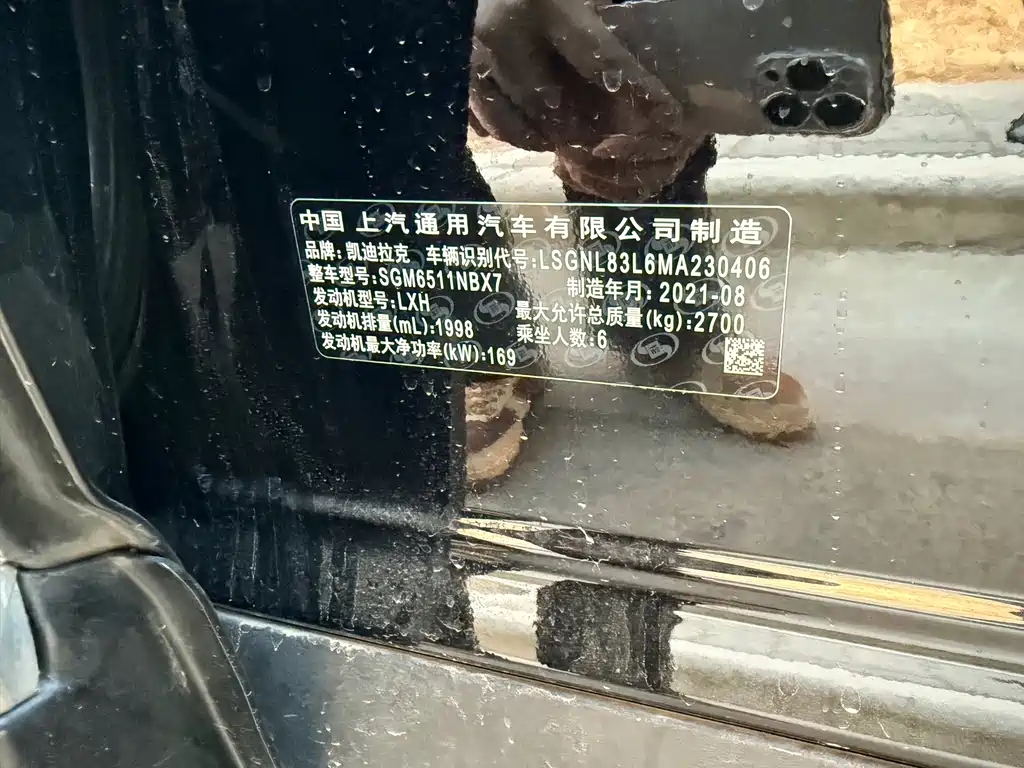 中国 上汽通用汽车有限公司制造
品牌:凯迪拉克 车辆识别代号:LSGNL83L6MA230406
整车型号:SGM6511NBX7 制造年月:2021-08
发动机型号:LXH 最大允许总质量(kg):2700
发动机排量(mL):1998 乘坐人数:6
发动机最大净功率(kW):169